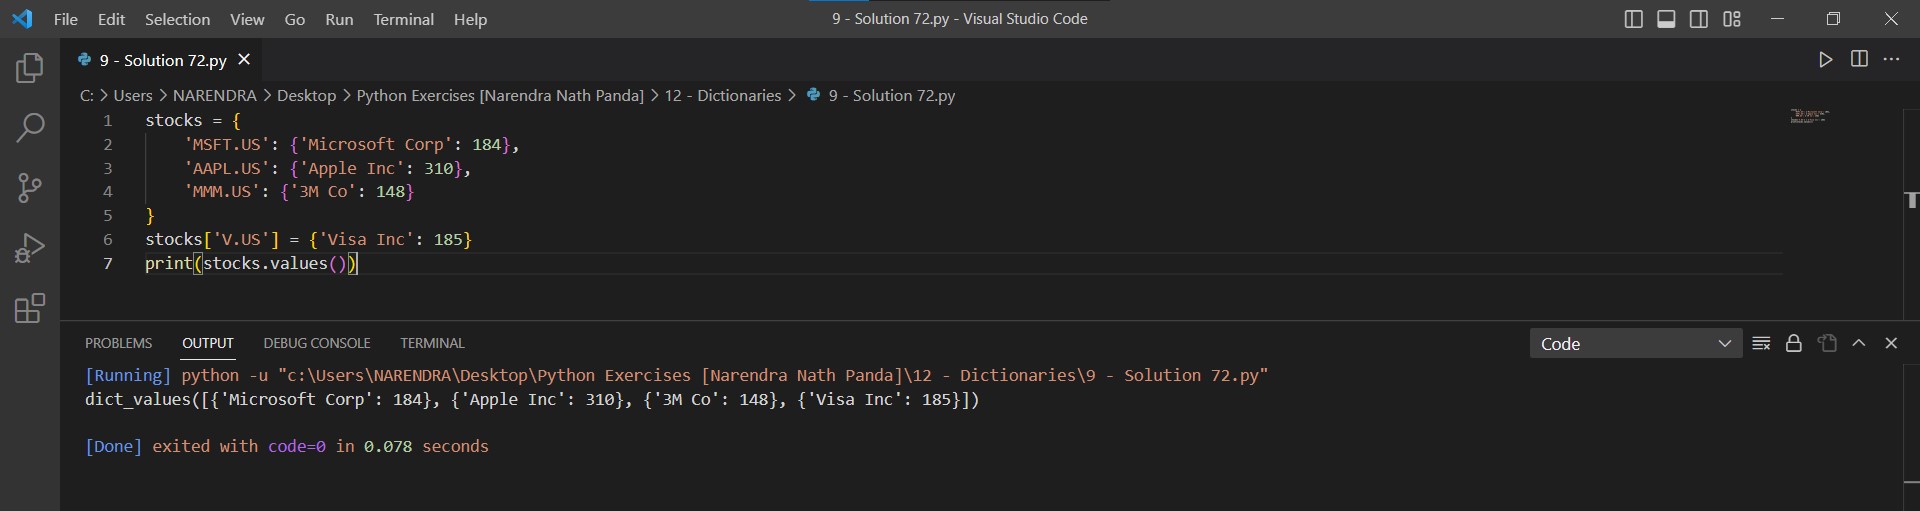 File Edit Selection View Go Run Terminal Help
9 - Solution 72.py - Visual Studio Code
9 - Solution 72.py
C: > Users > NARENDRA > Desktop > Python Exercises [Narendra Nath Panda] > 12 - Dictionaries > 9 - Solution 72.py
1 stocks = {
2     'MSFT.US': {'Microsoft Corp': 184},
3     'AAPL.US': {'Apple Inc': 310},
4     'MMM.US': {'3M Co': 148}
5 }
6 stocks['V.US'] = {'Visa Inc': 185}
7 print(stocks.values())
PROBLEMS OUTPUT DEBUG CONSOLE TERMINAL
Code
[Running] python -u "c:\Users\NARENDRA\Desktop\Python Exercises [Narendra Nath Panda]\12 - Dictionaries\9 - Solution 72.py"
dict_values([{'Microsoft Corp': 184}, {'Apple Inc': 310}, {'3M Co': 148}, {'Visa Inc': 185}])
[Done] exited with code=0 in 0.078 seconds